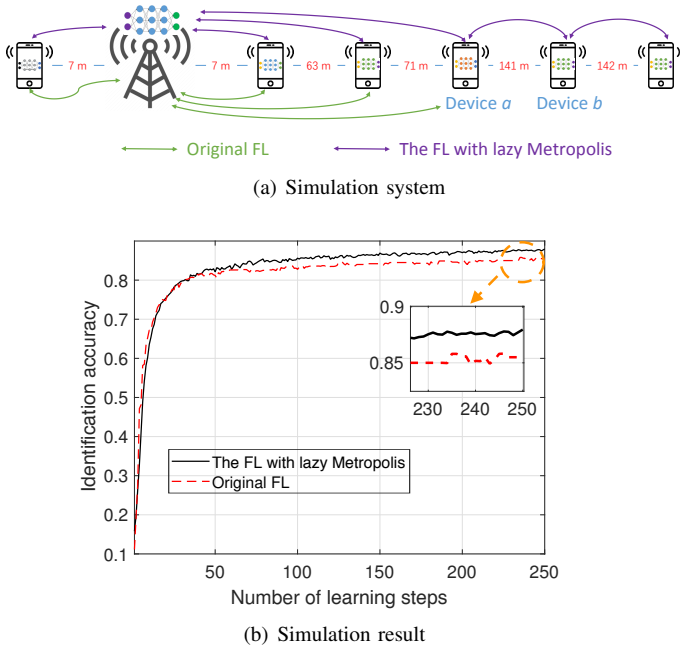 7 m
7 m
63 m
71 m
141 m
142 m
Device a
Device b
Original FL
The FL with lazy Metropolis
(a) Simulation system
Identification accuracy
0.8
0.7
0.6
0.5
0.4
0.3
0.2
0.1
0.9
0.85
230
240
250
The FL with lazy Metropolis
Original FL
50
100
150
200
250
Number of learning steps
(b) Simulation result